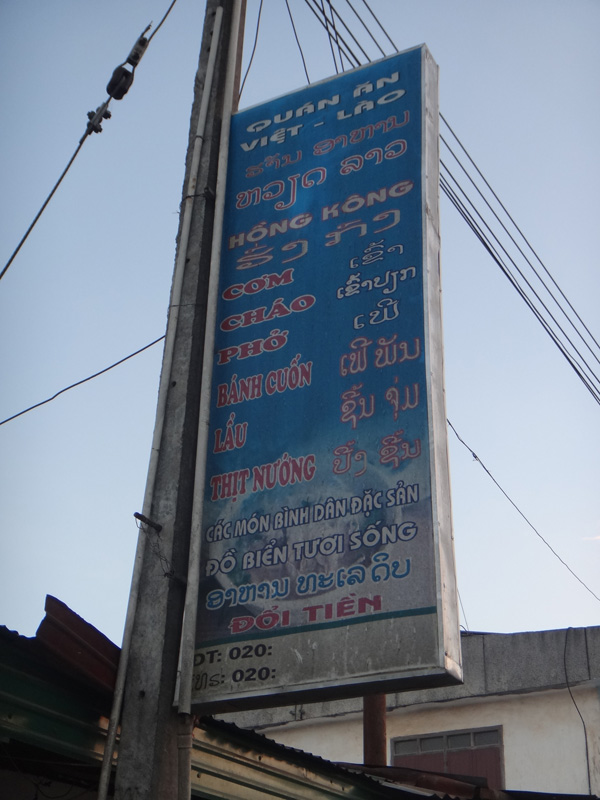 QUÁN ĂN
VIỆT - LÀO
ຮ້ານ ອາຫານ
ຫວຽດ ລາວ
HỒNG KÔNG
ຮົ່ງ ກົງ
CƠM ເຂົ້າ
CHÁO ເຂົ້າປຽກ
PHỞ ເຝີ
BÁNH CUỐN ເຝີ ພັນ
LẨU ຊີ້ນ ຈຸ່ມ
THỊT NƯỚNG ປີ້ງ ຊີ້ນ
CÁC MÓN BÌNH DÂN ĐẶC SẢN
ĐỒ BIỂN TƯƠI SỐNG
ອາຫານ ທະເລ ດິບ
ĐỔI TIỀN
DT: 020:
ໂທຣ: 020: